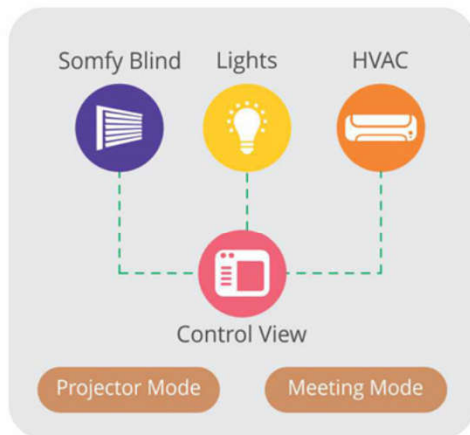 Somfy Blind
Lights
HVAC
Control View
Projector Mode
Meeting Mode